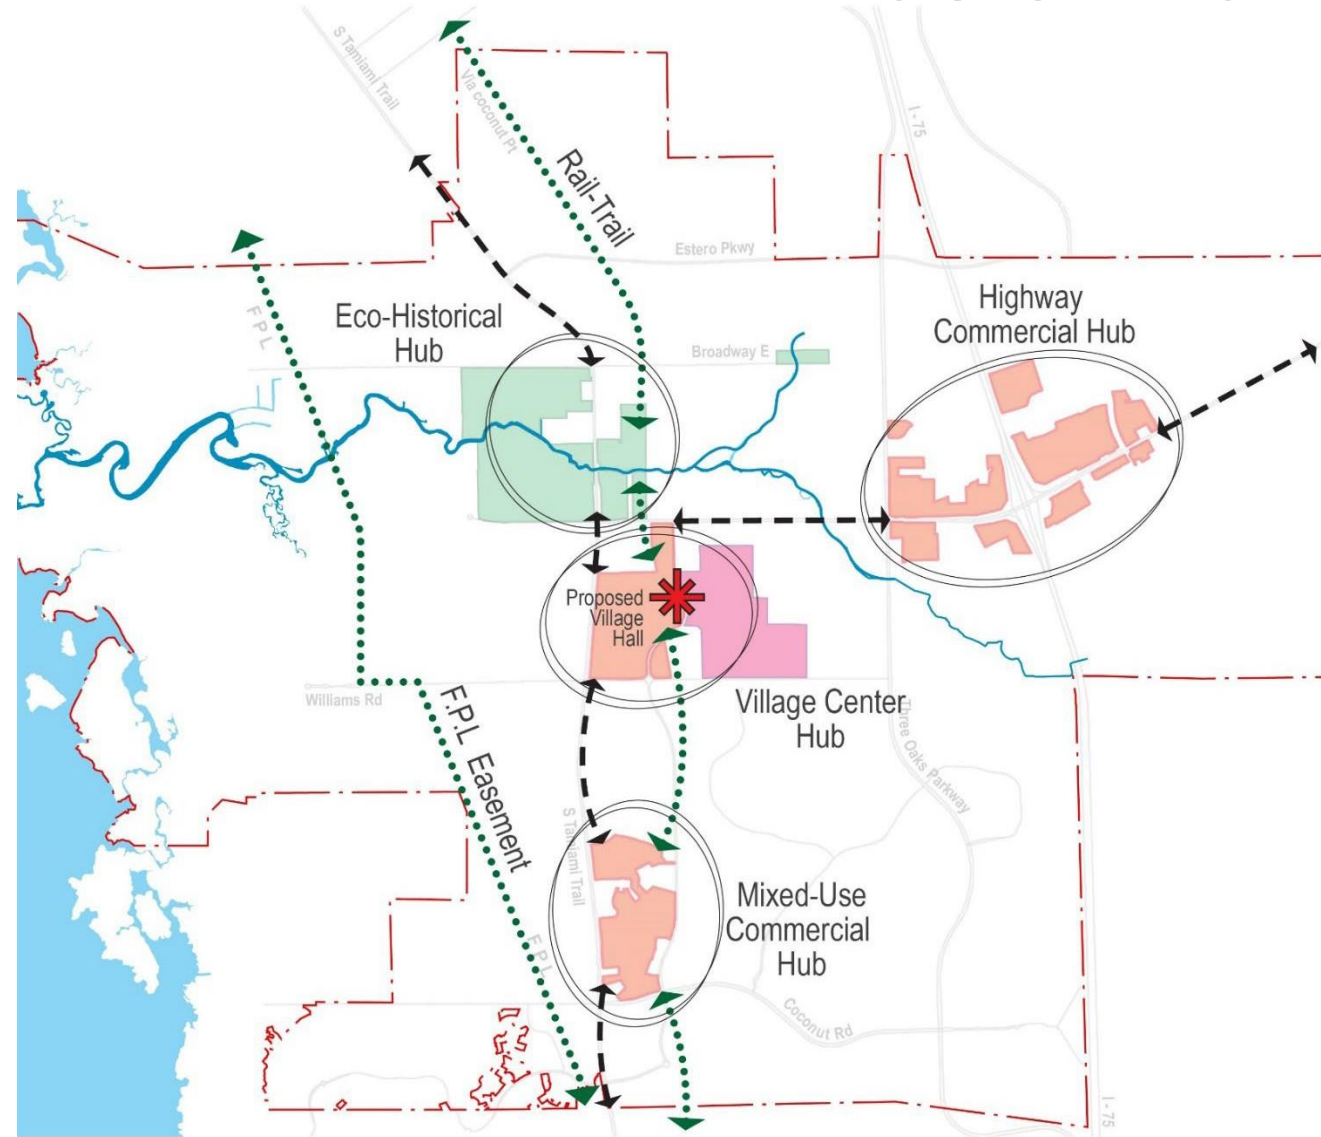 S Tamiami Trail
Via coconut Pt
I - 75
Rail-Trail
Estero Pkwy
F P L
Eco-Historical
Hub
Highway
Commercial Hub
Broadway E
Proposed
Village
Hall
Williams Rd
Village Center
Hub
F.P.L Easement
Three Oaks Parkway
S Tamiami Trail
Mixed-Use
Commercial
Hub
F.P.L
Coconut Rd
I - 75